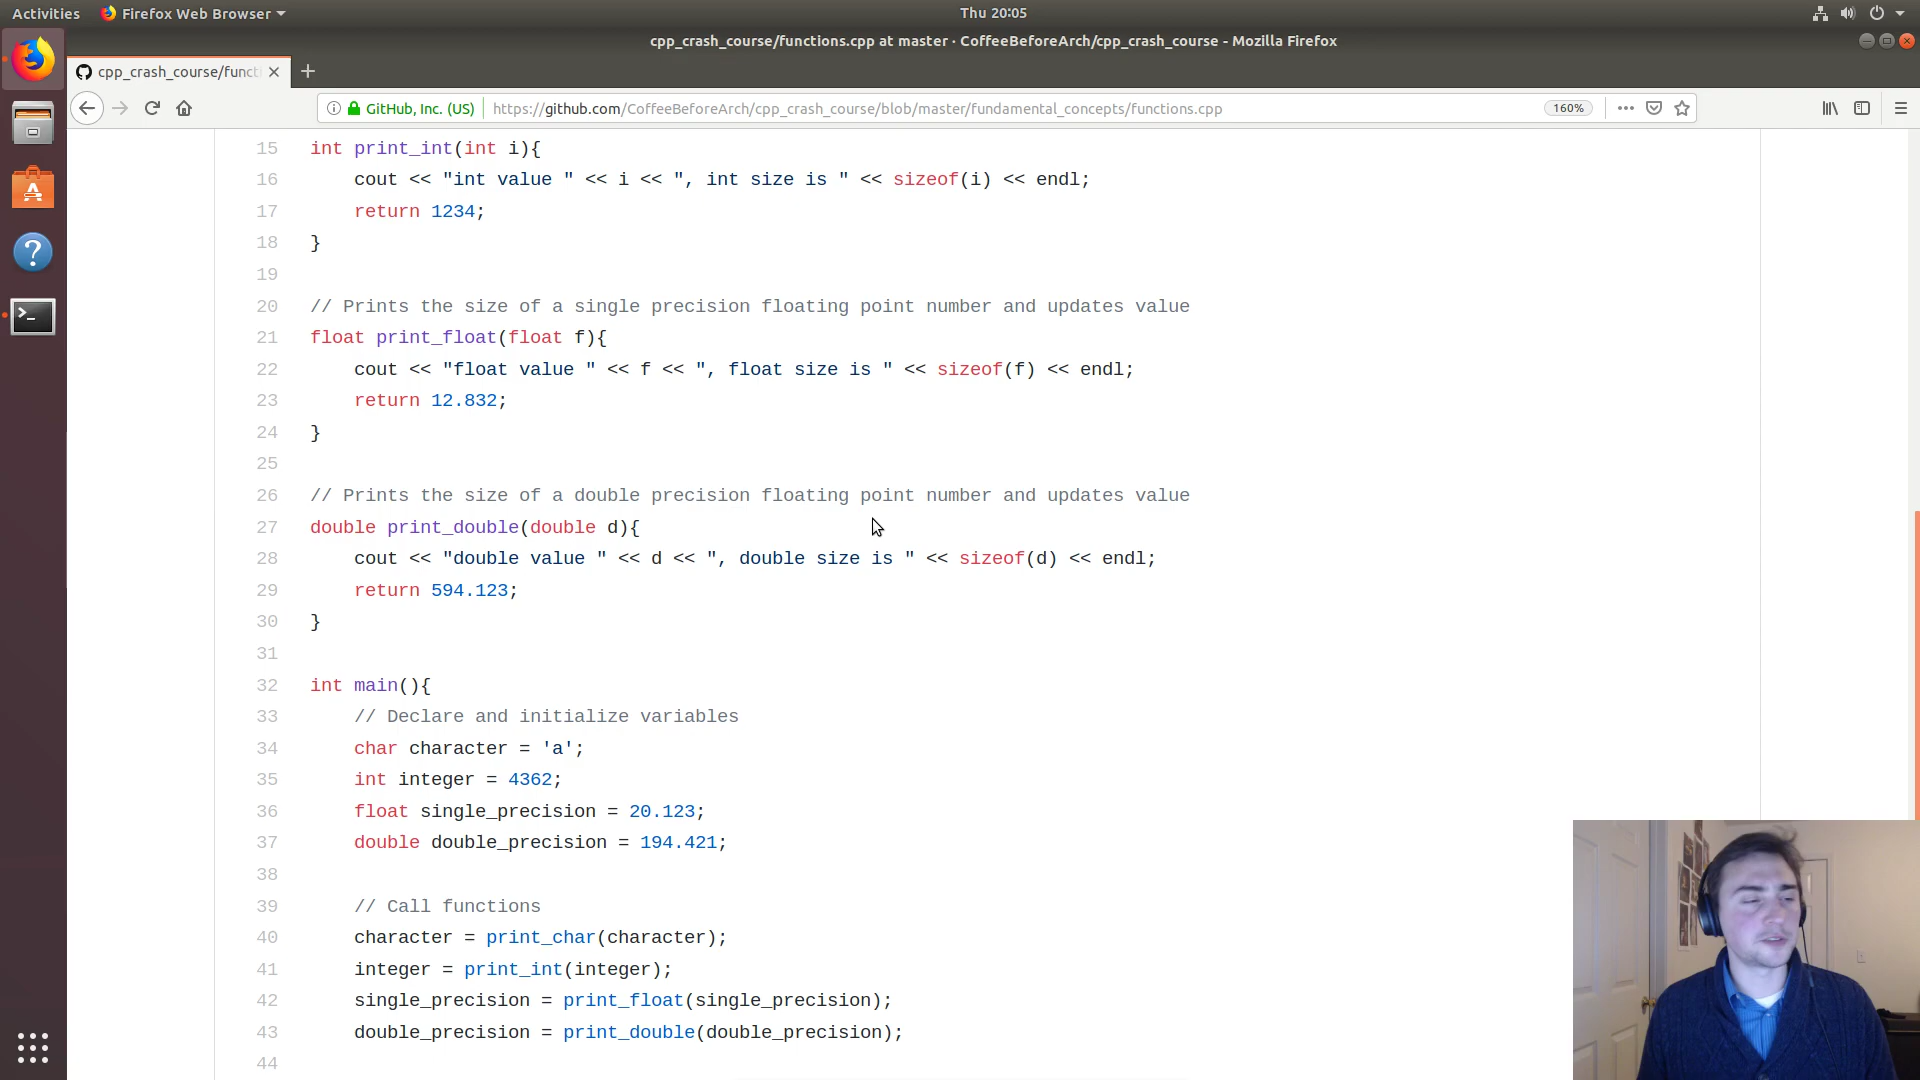 Activities
Firefox Web Browser
Thu 20:05
cpp_crash_course/functions.cpp at master · CoffeeBeforeArch/cpp_crash_course - Mozilla Firefox
cpp_crash_course/functi
GitHub, Inc. (US)
https://github.com/CoffeeBeforeArch/cpp_crash_course/blob/master/fundamental_concepts/functions.cpp
160%
15 int print_int(int i){
16 cout << "int value " << i << ", int size is " << sizeof(i) << endl;
17 return 1234;
18 }
19
20 // Prints the size of a single precision floating point number and updates value
21 float print_float(float f){
22 cout << "float value " << f << ", float size is " << sizeof(f) << endl;
23 return 12.832;
24 }
25
26 // Prints the size of a double precision floating point number and updates value
27 double print_double(double d){
28 cout << "double value " << d << ", double size is " << sizeof(d) << endl;
29 return 594.123;
30 }
31
32 int main(){
33 // Declare and initialize variables
34 char character = 'a';
35 int integer = 4362;
36 float single_precision = 20.123;
37 double double_precision = 194.421;
38
39 // Call functions
40 character = print_char(character);
41 integer = print_int(integer);
42 single_precision = print_float(single_precision);
43 double_precision = print_double(double_precision);
44